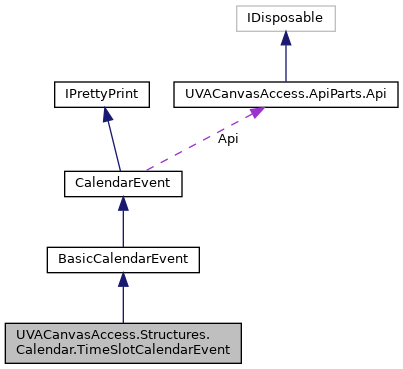 IDisposable
IPrettyPrint
UVACanvasAccess.ApiParts.Api
Api
CalendarEvent
BasicCalendarEvent
UVACanvasAccess.Structures.
Calendar.TimeSlotCalendarEvent